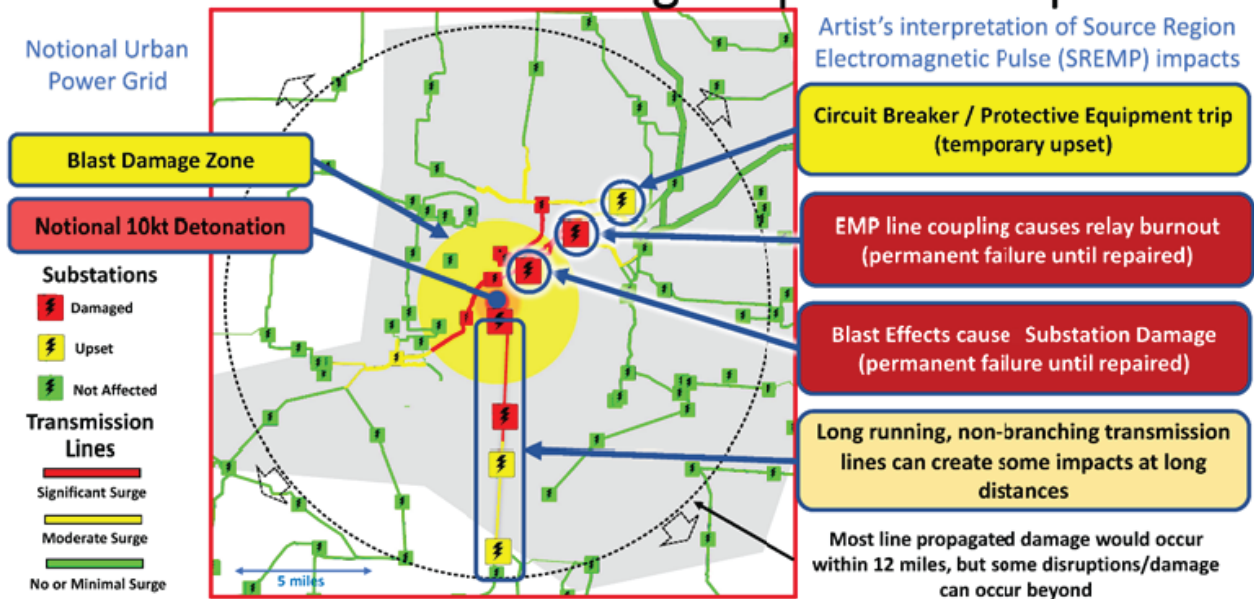 Notional Urban
Power Grid
Blast Damage Zone
Notional 10kt Detonation
Substations
Damaged
Upset
Not Affected
Transmission
Lines
Significant Surge
Moderate Surge
No or Minimal Surge
5 miles
Artist’s interpretation of Source Region
Electromagnetic Pulse (SREMP) impacts
Circuit Breaker / Protective Equipment trip
(temporary upset)
EMP line coupling causes relay burnout
(permanent failure until repaired)
Blast Effects cause Substation Damage
(permanent failure until repaired)
Long running, non-branching transmission
lines can create some impacts at long
distances
Most line propagated damage would occur
within 12 miles, but some disruptions/damage
can occur beyond